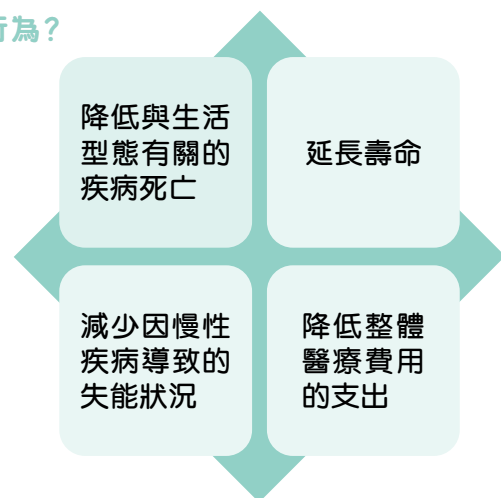 行為?
降低與生活
型態有關的
疾病死亡
延長壽命
減少因慢性
疾病導致的
失能狀況
降低整體
醫療費用
的支出